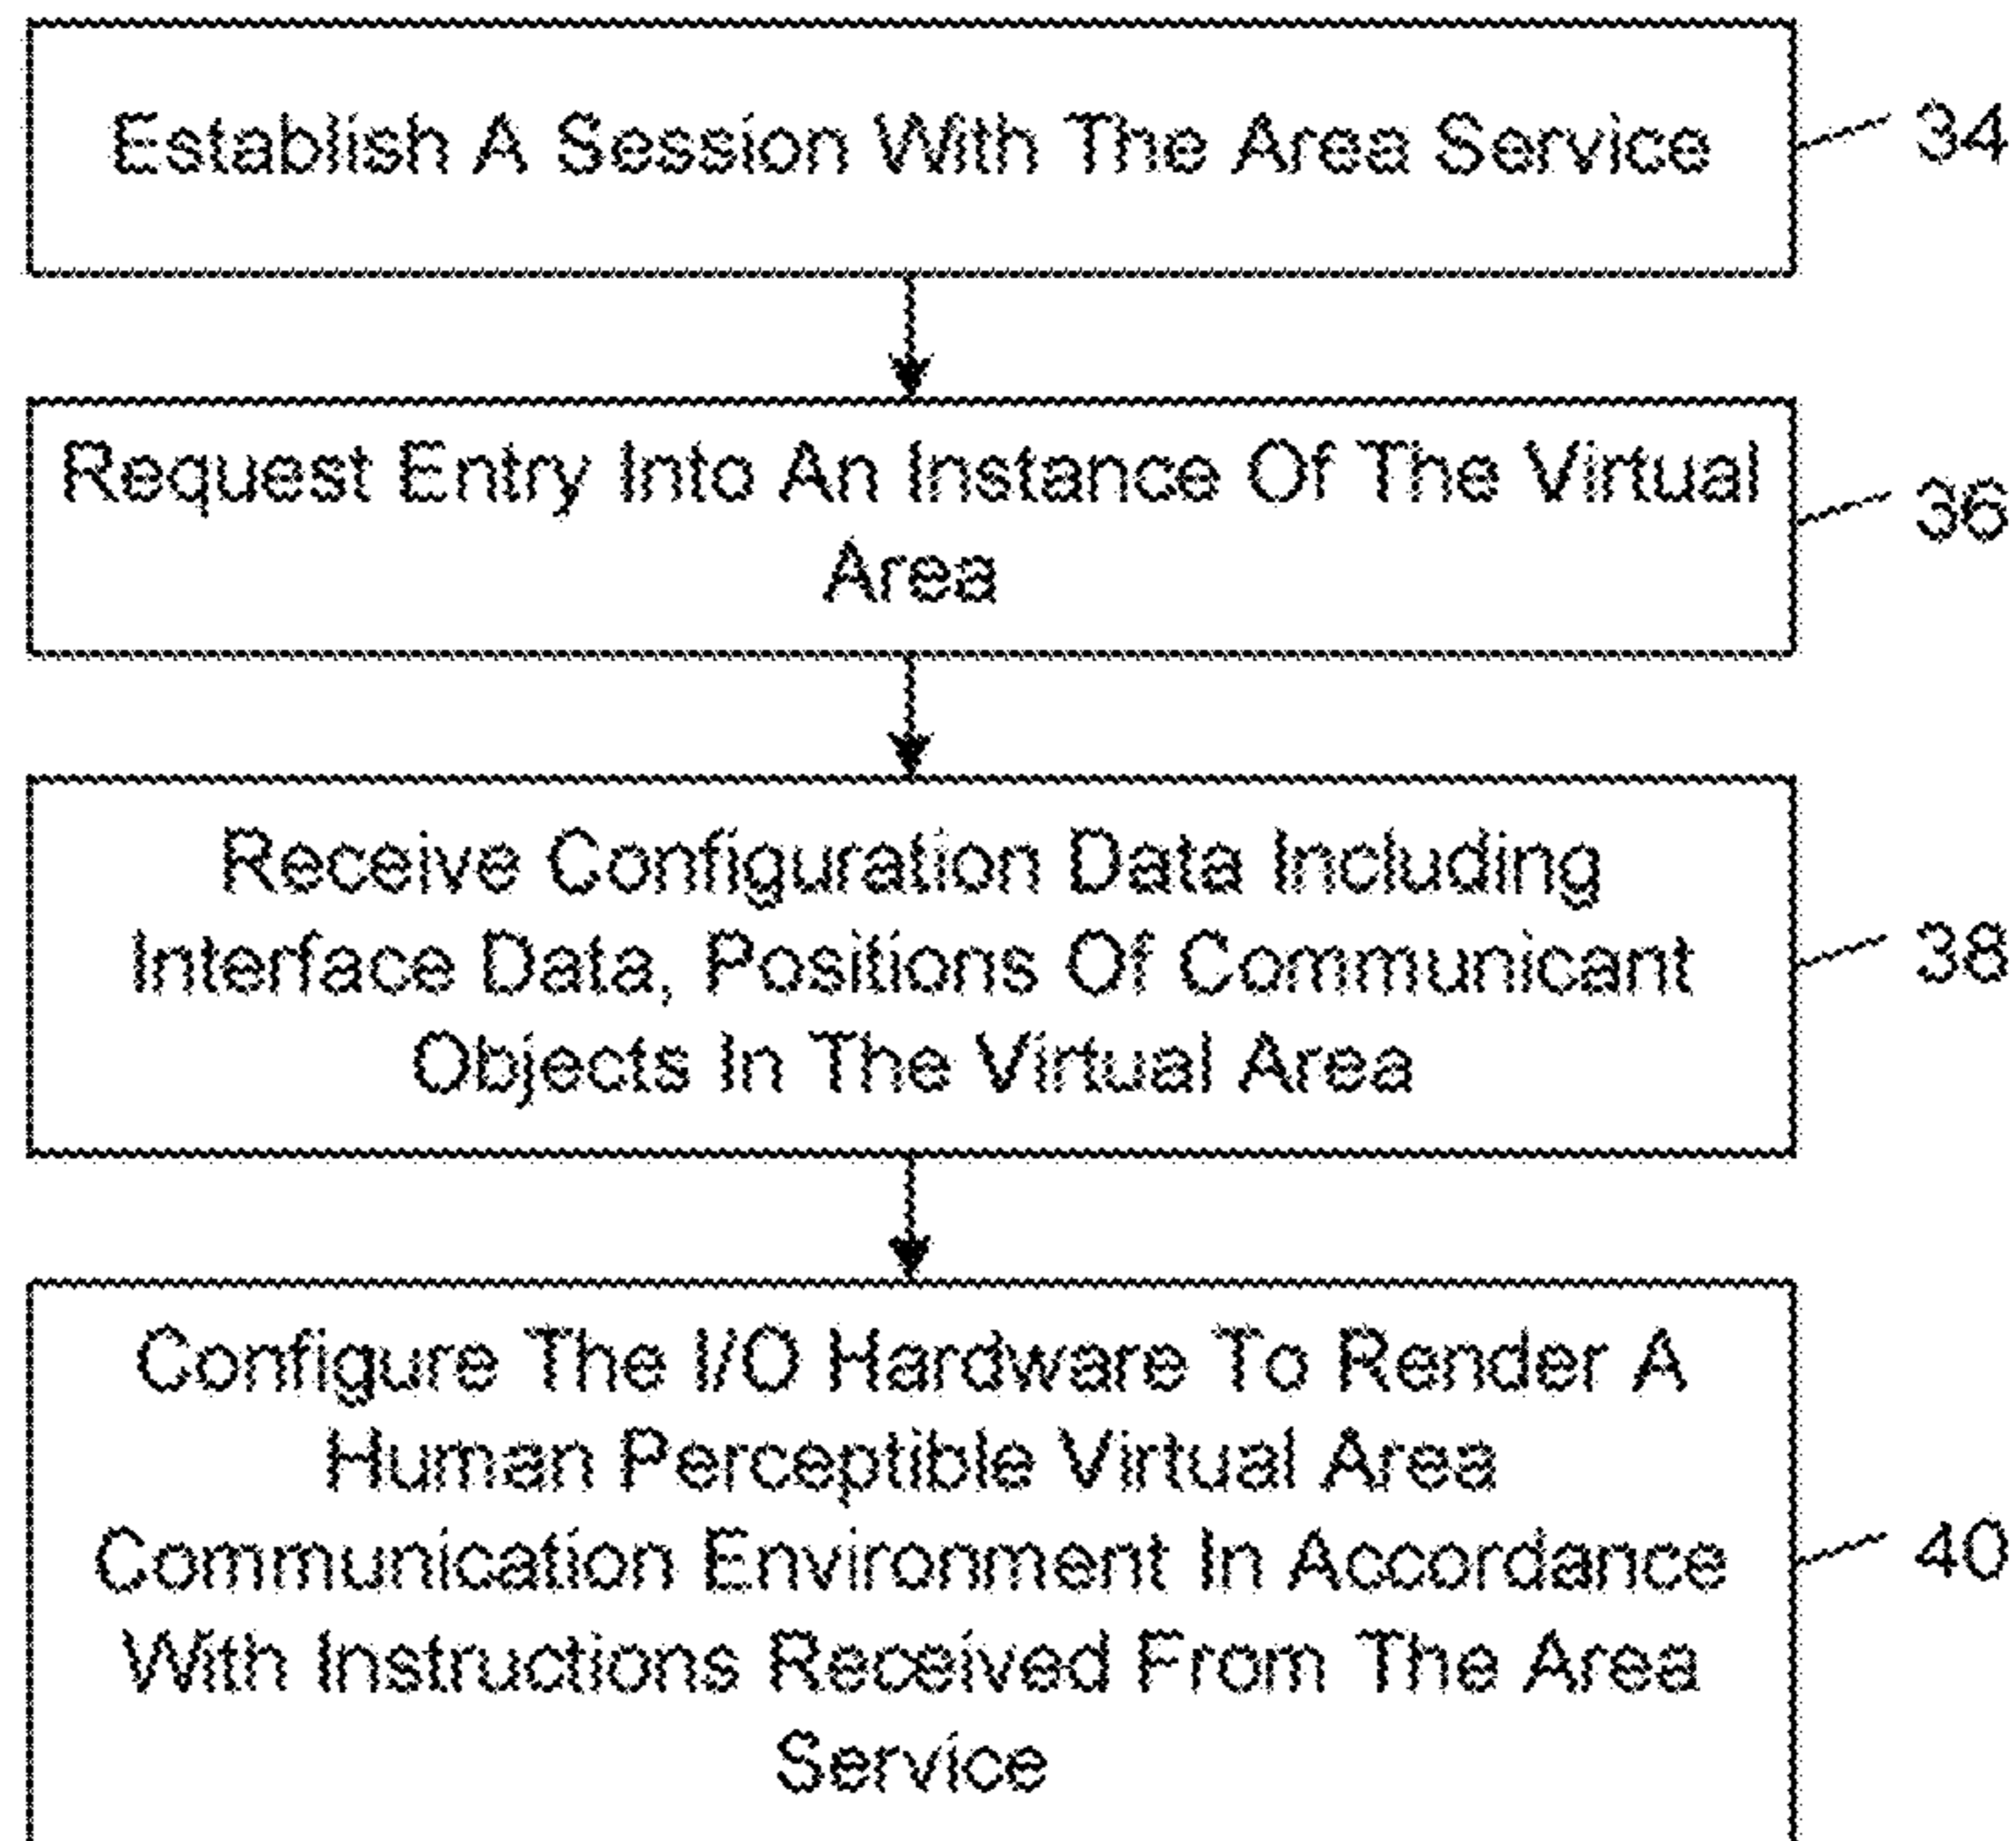 Establish A Session With The Area Service
34
Request Entry Into An Instance Of The Virtual
Area
36
Receive Configuration Data Including
Interface Data, Positions Of Communicant
Objects In The Virtual Area
38
Configure The I/O Hardware To Render A
Human Perceptible Virtual Area
Communication Environment In Accordance
With Instructions Received From The Area
Service
40